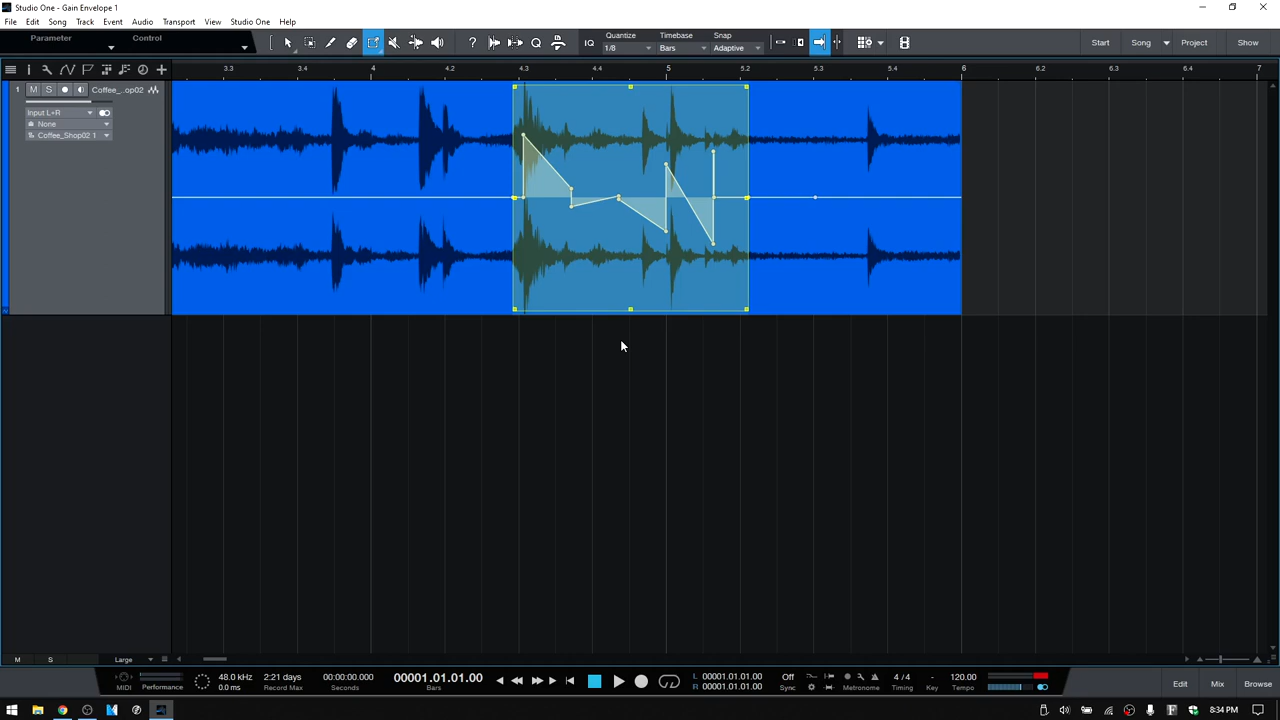 Studio One - Gain Envelope 1
File Edit Song Track Event Audio Transport View Studio One Help
Parameter Control
Quantize Timebase Snap
IQ 1/8 Bars Adaptive
Start Song Project Show
3.3 3.4 4 4.2 4.3 4.4 5 5.2 5.3 5.4 6 6.2 6.3 6.4 7
1 M S Coffee_..op02
Input L+R
None
Coffee_Shop02 1
M S Large
MIDI Performance
48.0 kHz
0.0 ms
2:21 days
Record Max
00:00:00.000
Seconds
00001.01.01.00
Bars
L 00001.01.01.00
R 00001.01.01.00
Off
Sync
Metronome
4 / 4
Timing
-
Key
120.00
Tempo
Edit Mix Browse
8:34 PM